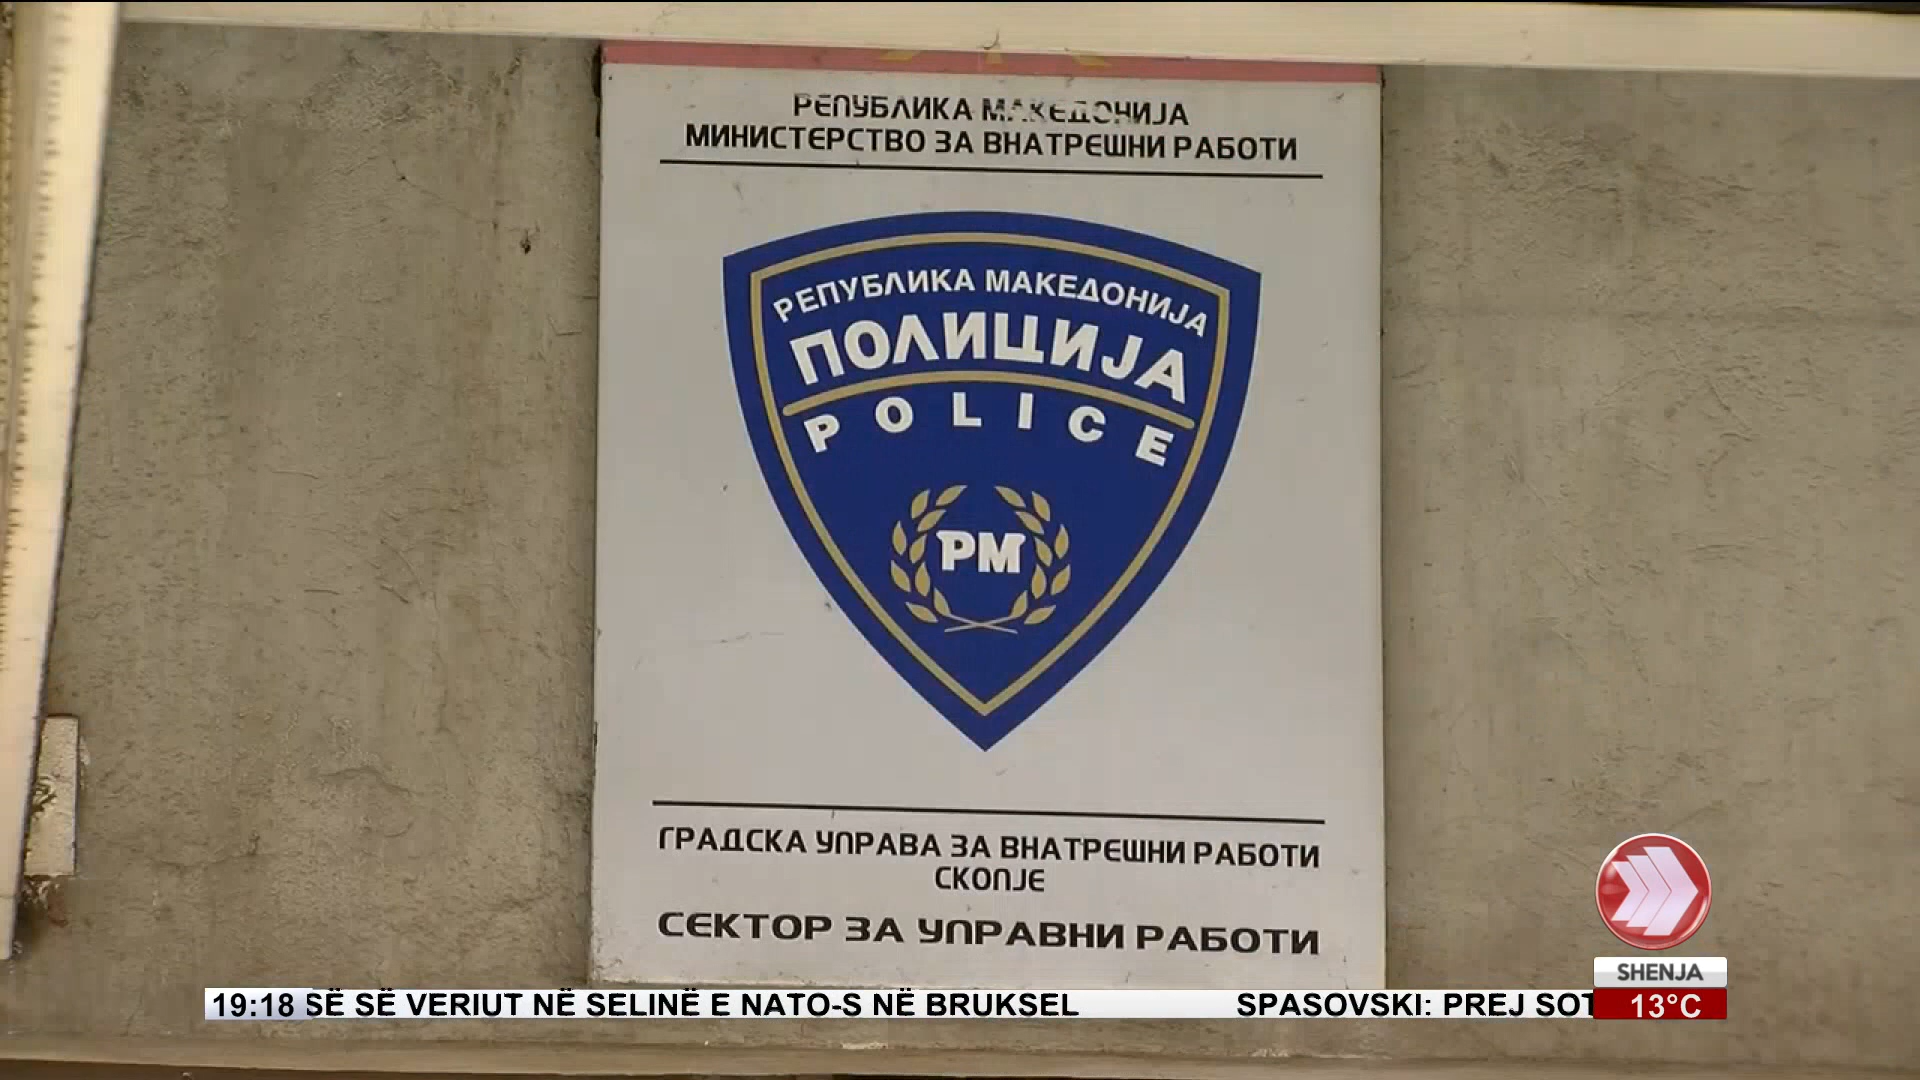 РЕПУБЛИКА МАКЕДОНИЈА
МИНИСТЕРСТВО ЗА ВНАТРЕШНИ РАБОТИ
РЕПУБЛИКА МАКЕДОНИЈА
ПОЛИЦИЈА
POLICE
РМ
ГРАДСКА УПРАВА ЗА ВНАТРЕШНИ РАБОТИ
СКОПЈЕ
СЕКТОР ЗА УПРАВНИ РАБОТИ
SHENJA
19:18 SË SË VERIUT NË SELINË E NATO-S NË BRUKSEL SPASOVSKI: PREJ SOT 13°C